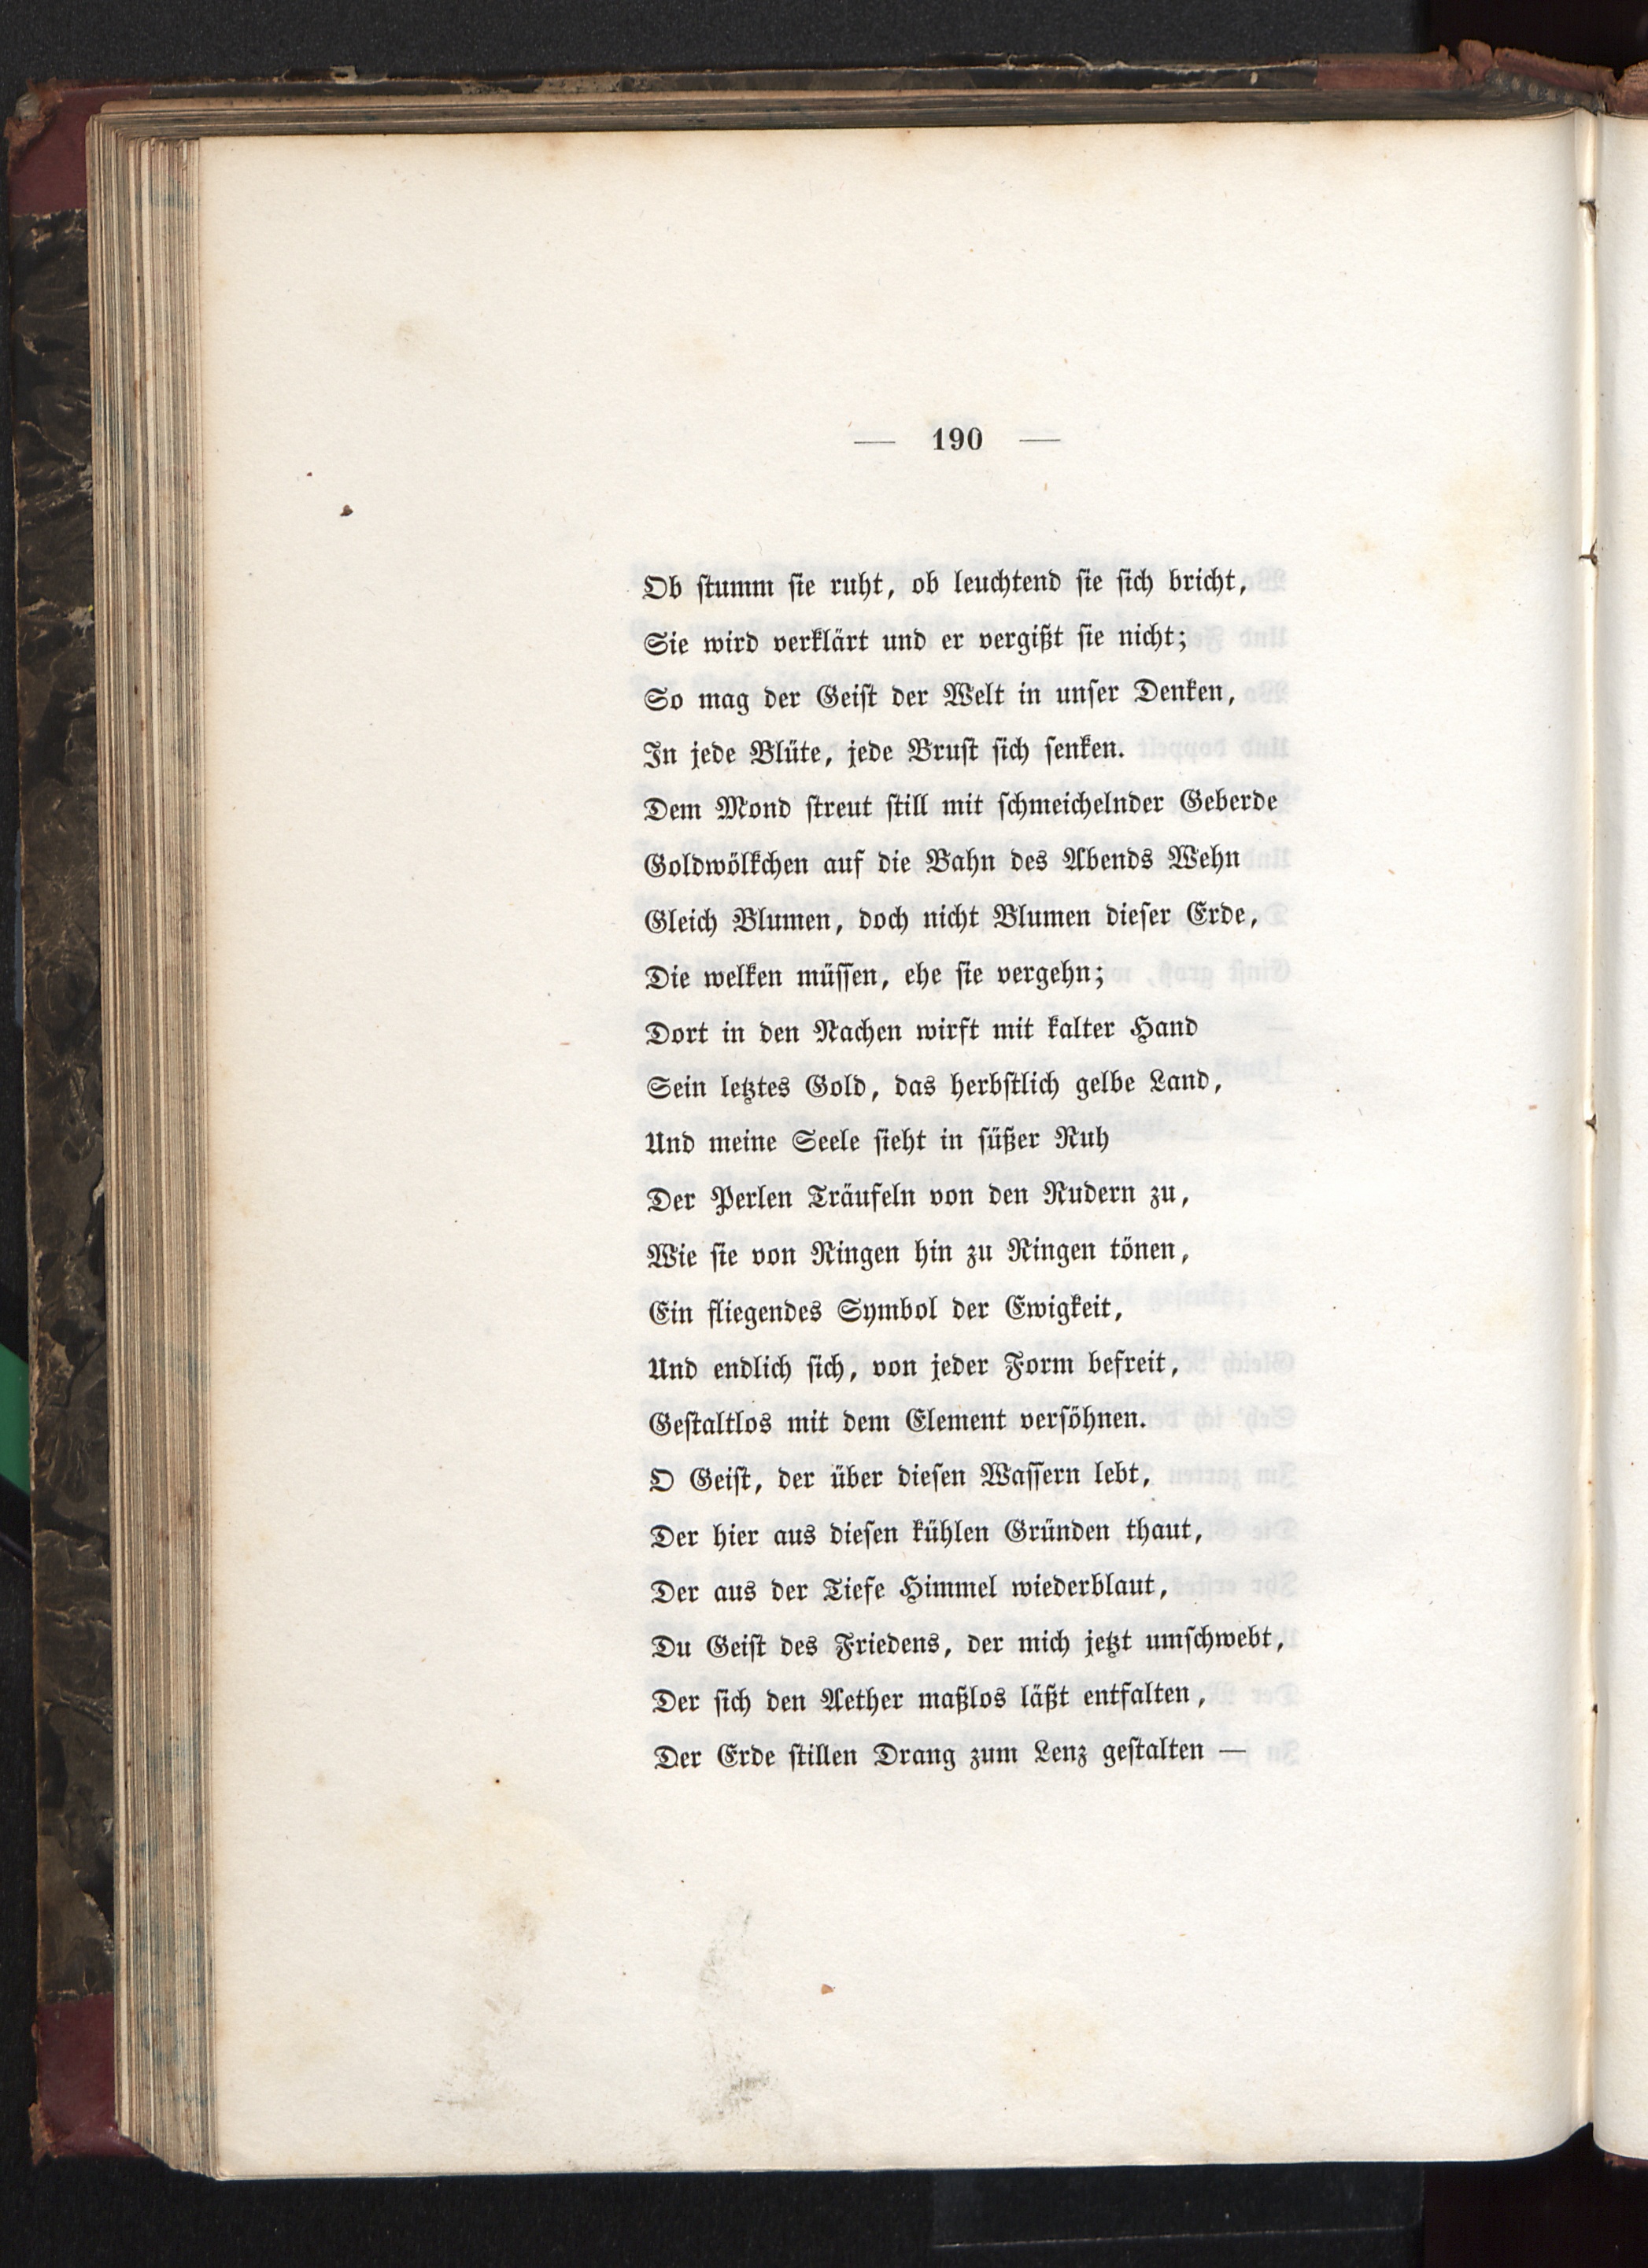 — 190 —
Ob stumm sie ruht, ob leuchtend sie sich bricht,
Sie wird verklärt und er vergißt sie nicht;
So mag der Geist der Welt in unser Denken,
In jede Blüte, jede Brust sich senken.
Dem Mond streut still mit schmeichelnder Geberde
Goldwölkchen auf die Bahn des Abends Wehn
Gleich Blumen, doch nicht Blumen dieser Erde,
Die welken müssen, ehe sie vergehn;
Dort in den Nachen wirft mit kalter Hand
Sein letztes Gold, das herbstlich gelbe Land,
Und meine Seele sieht in süßer Ruh
Der Perlen Träufeln von den Rudern zu,
Wie sie von Ringen hin zu Ringen tönen,
Ein fliegendes Symbol der Ewigkeit,
Und endlich sich, von jeder Form befreit,
Gestaltlos mit dem Element versöhnen.
O Geist, der über diesen Wassern lebt,
Der hier aus diesen kühlen Gründen thaut,
Der aus der Tiefe Himmel wiederblaut,
Du Geist des Friedens, der mich jetzt umschwebt,
Der sich den Aether maßlos läßt entfalten,
Der Erde stillen Drang zum Lenz gestalten —